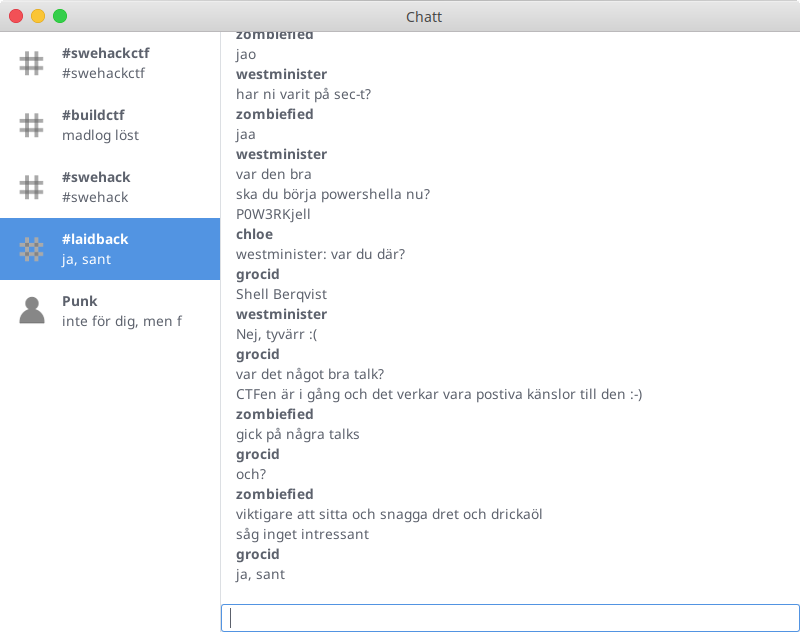 Chatt
#swehackctf
#swehackctf
#buildctf
madlog löst
#swehack
#swehack
#laidback
ja, sant
Punk
inte för dig, men f
zombiefied
jao
westminister
har ni varit på sec-t?
zombiefied
jaa
westminister
var den bra
ska du börja powershella nu?
P0W3RKjell
chloe
westminister: var du där?
grocid
Shell Berqvist
westminister
Nej, tyvärr :(
grocid
var det något bra talk?
CTFen är i gång och det verkar vara postiva känslor till den :-)
zombiefied
gick på några talks
grocid
och?
zombiefied
viktigare att sitta och snagga dret och drickaöl
såg inget intressant
grocid
ja, sant